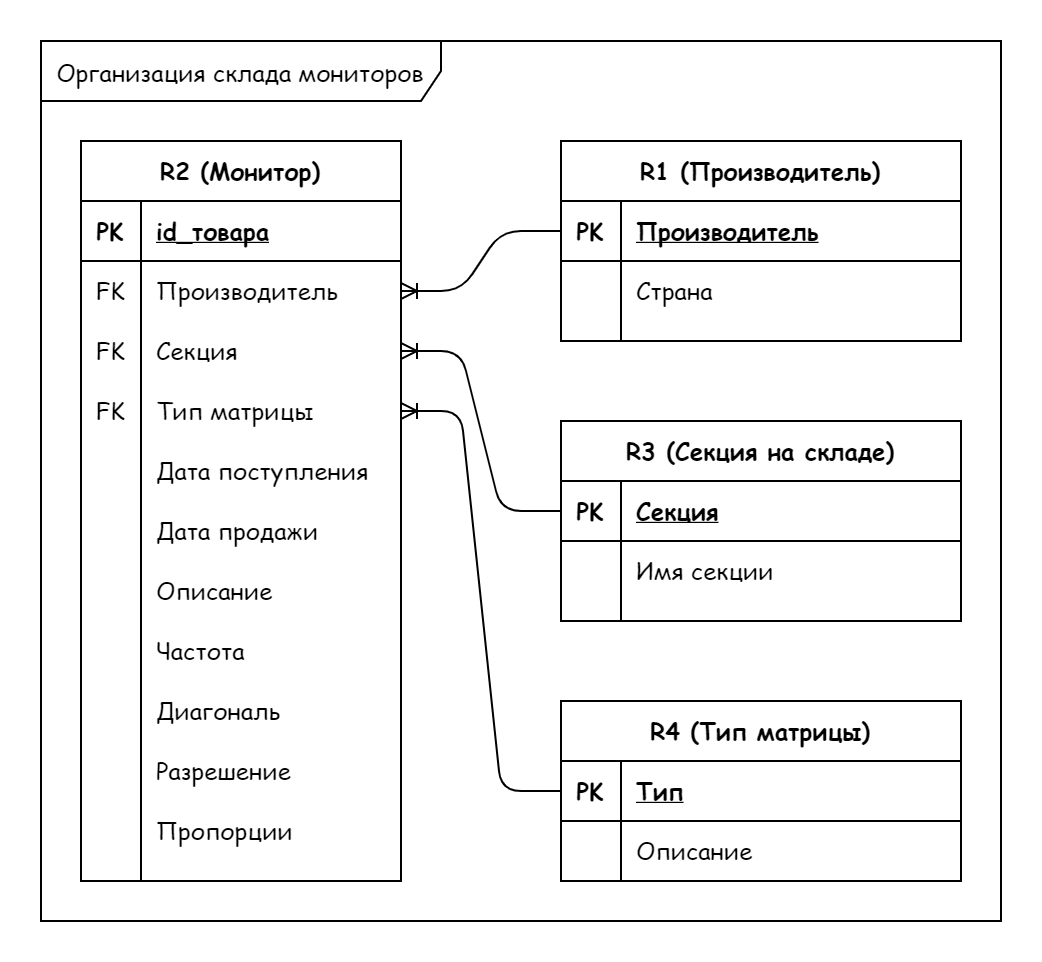 Организация склада мониторов
R2 (Монитор)
PK id_товара
FK Производитель
FK Секция
FK Тип матрицы
Дата поступления
Дата продажи
Описание
Частота
Диагональ
Разрешение
Пропорции
R1 (Производитель)
PK Производитель
Страна
R3 (Секция на складе)
PK Секция
Имя секции
R4 (Тип матрицы)
PK Тип
Описание